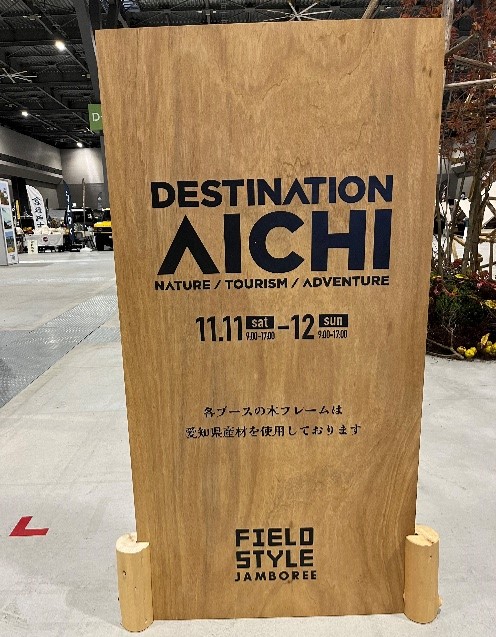 DESTINATION
AICHI
NATURE / TOURISM / ADVENTURE
11.11 sat 9:00-17:00 - 12 sun 9:00-17:00
各ブースの木フレームは
愛知県産材を使用しております
FIELD
STYLE
JAMBOREE